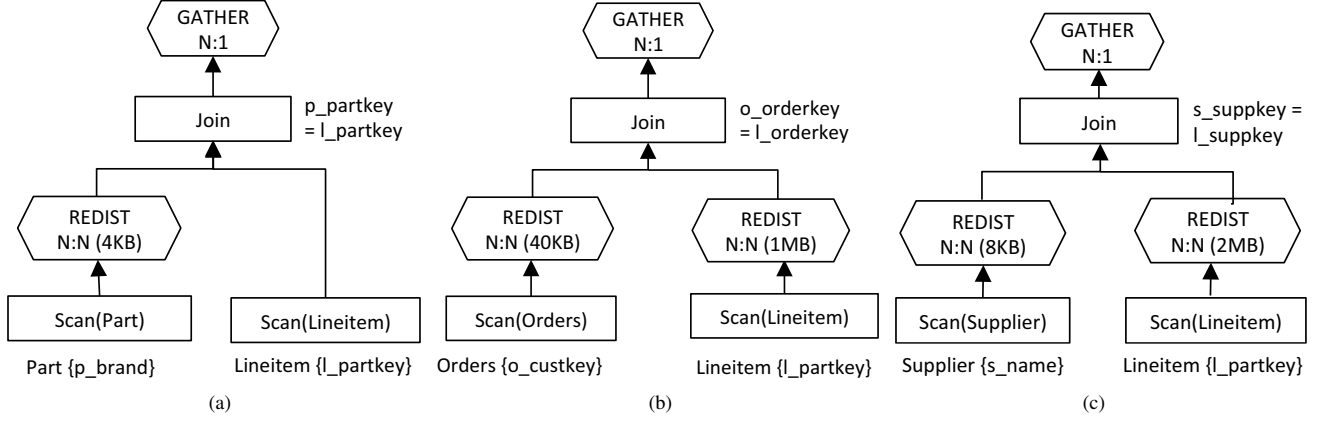 GATHER
N:1
Join
p_partkey
= l_partkey
REDIST
N:N (4KB)
Scan(Part)
Scan(Lineitem)
Part {p_brand}
Lineitem {l_partkey}
(a)
GATHER
N:1
Join
o_orderkey
= l_orderkey
REDIST
N:N (40KB)
REDIST
N:N (1MB)
Scan(Orders)
Scan(Lineitem)
Orders {o_custkey}
Lineitem {l_partkey}
(b)
GATHER
N:1
Join
s_suppkey =
l_suppkey
REDIST
N:N (8KB)
REDIST
N:N (2MB)
Scan(Supplier)
Scan(Lineitem)
Supplier {s_name}
Lineitem {l_partkey}
(c)